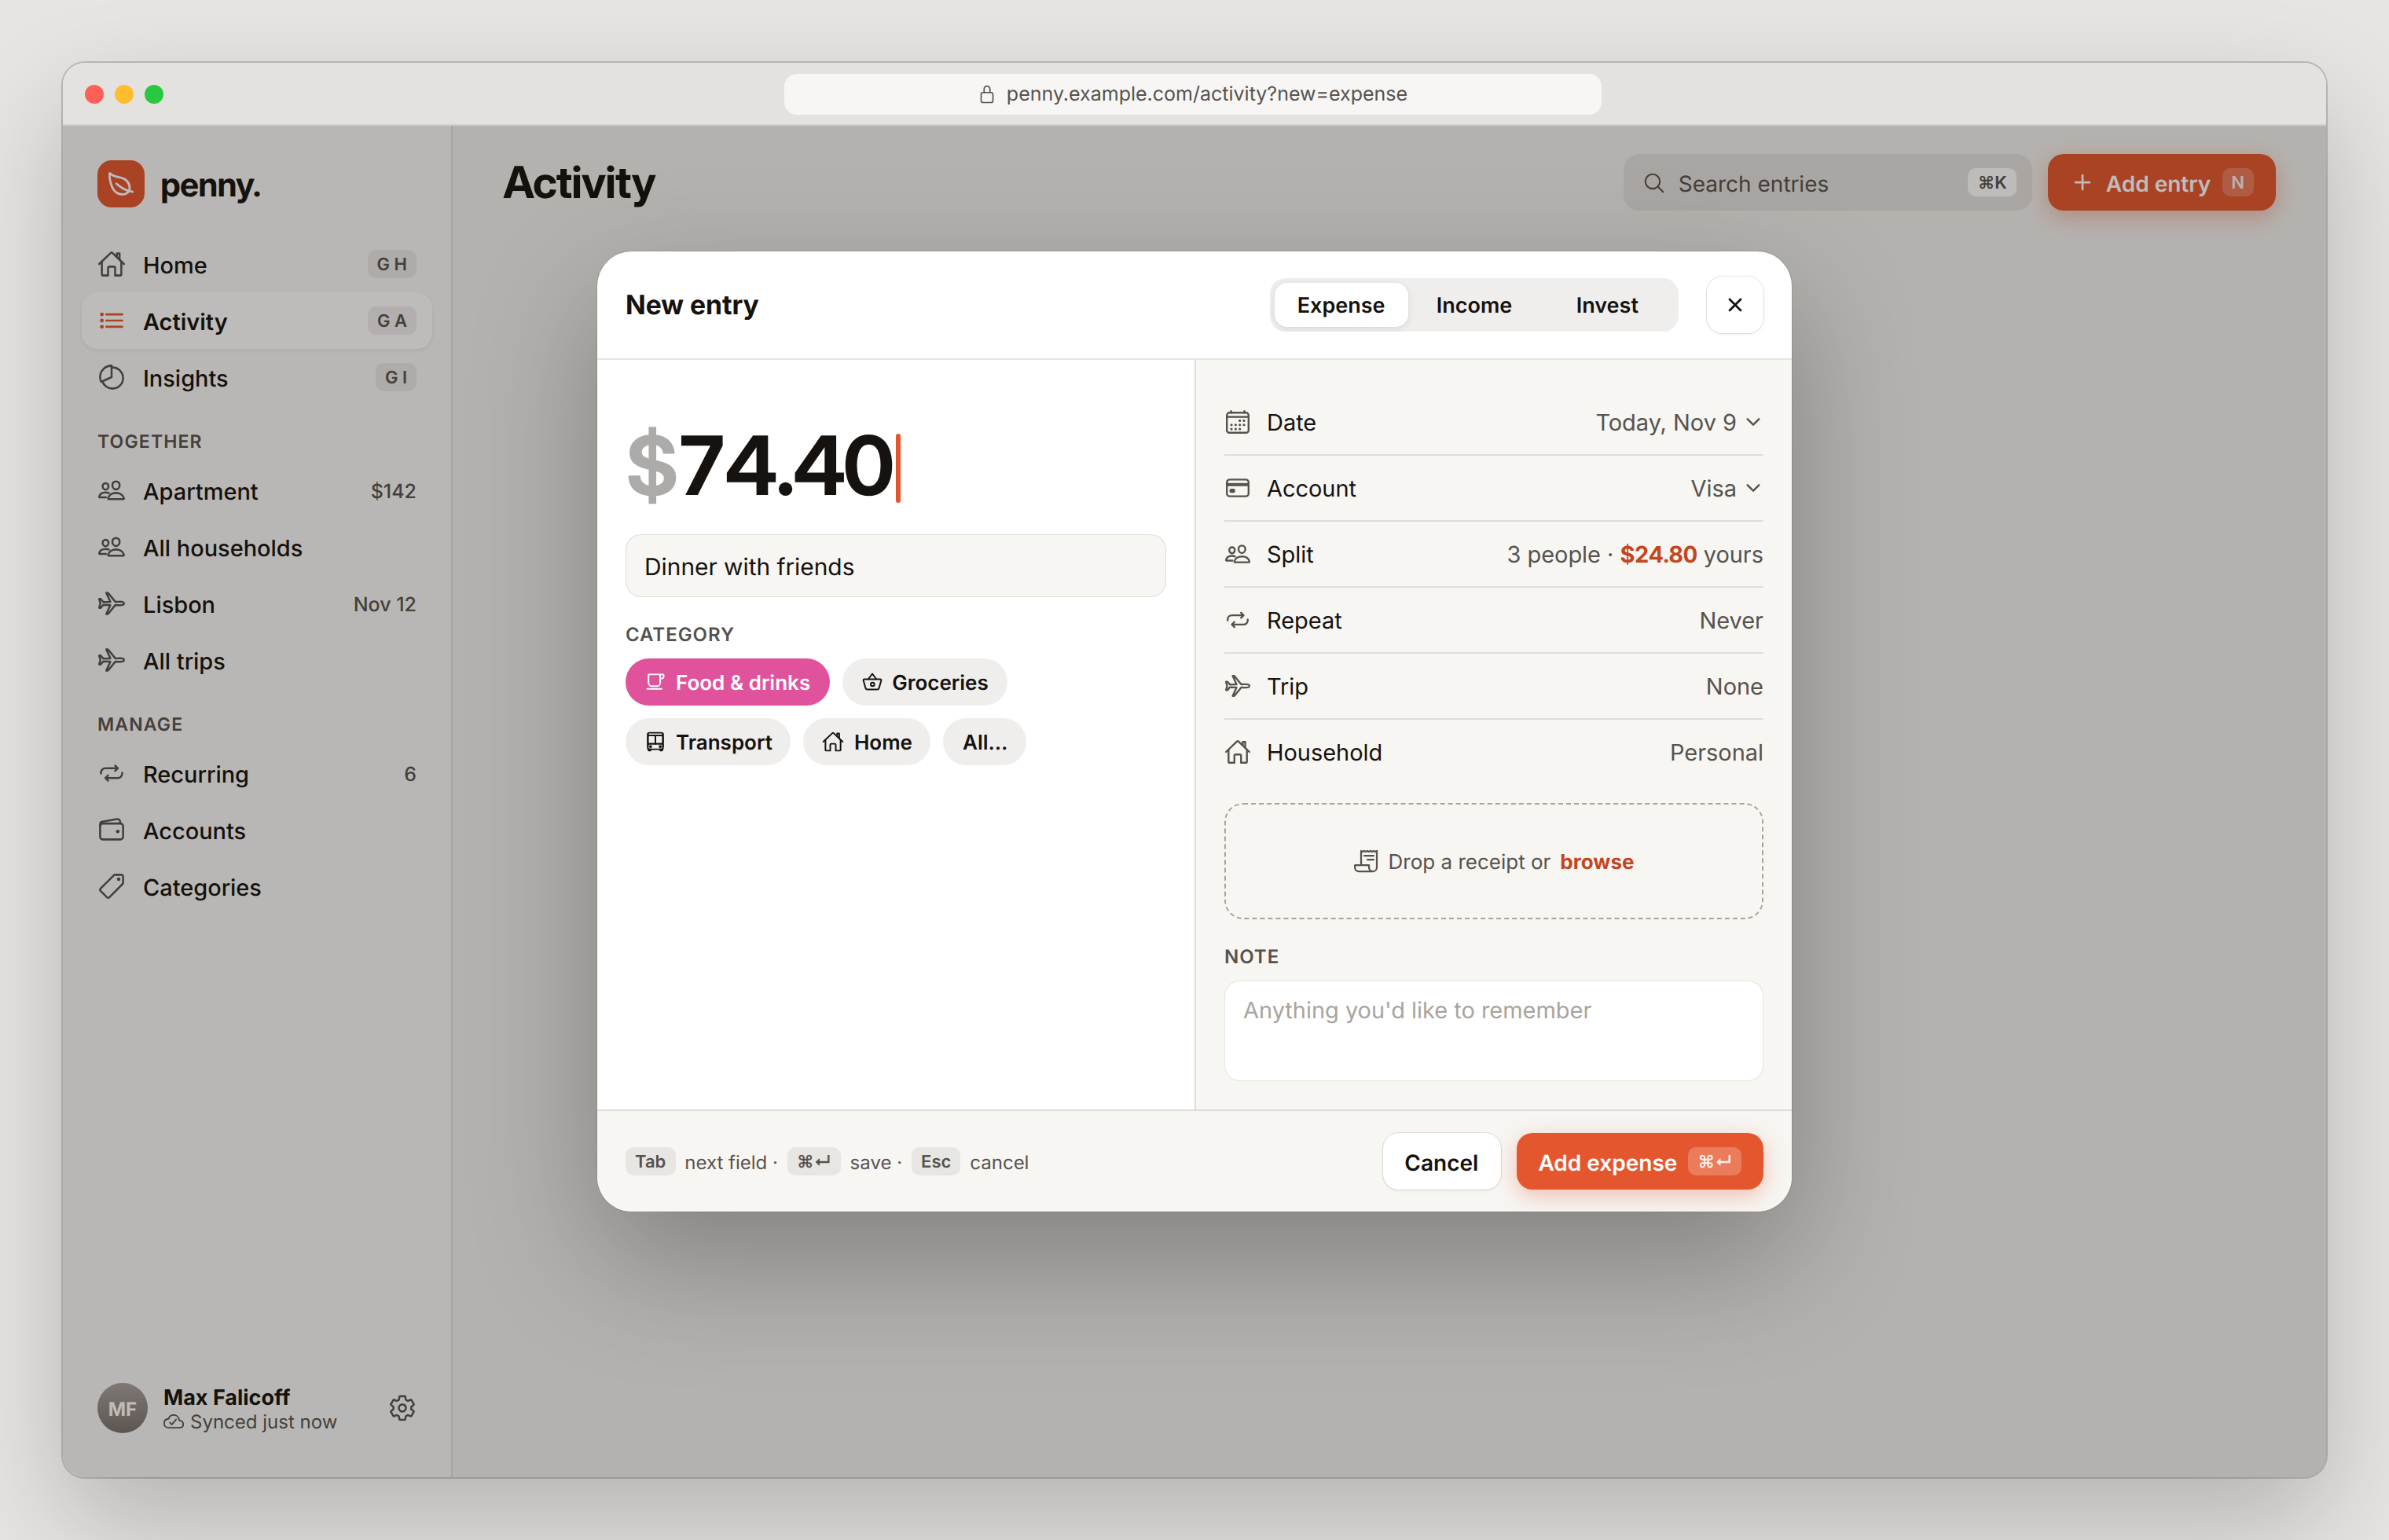 penny.example.com/activity?new=expense
penny.
Home G H
Activity G A
Insights G I
TOGETHER
Apartment $142
All households
Lisbon Nov 12
All trips
MANAGE
Recurring 6
Accounts
Categories
MF
Max Falicoff
Synced just now
Activity
Search entries ⌘K
Add entry N
New entry
Expense Income Invest
$74.40
Dinner with friends
CATEGORY
Food & drinks Groceries
Transport Home All...
Date Today, Nov 9
Account Visa
Split 3 people · $24.80 yours
Repeat Never
Trip None
Household Personal
Drop a receipt or browse
NOTE
Anything you'd like to remember
Tab next field · ⌘↵ save · Esc cancel
Cancel
Add expense ⌘↵